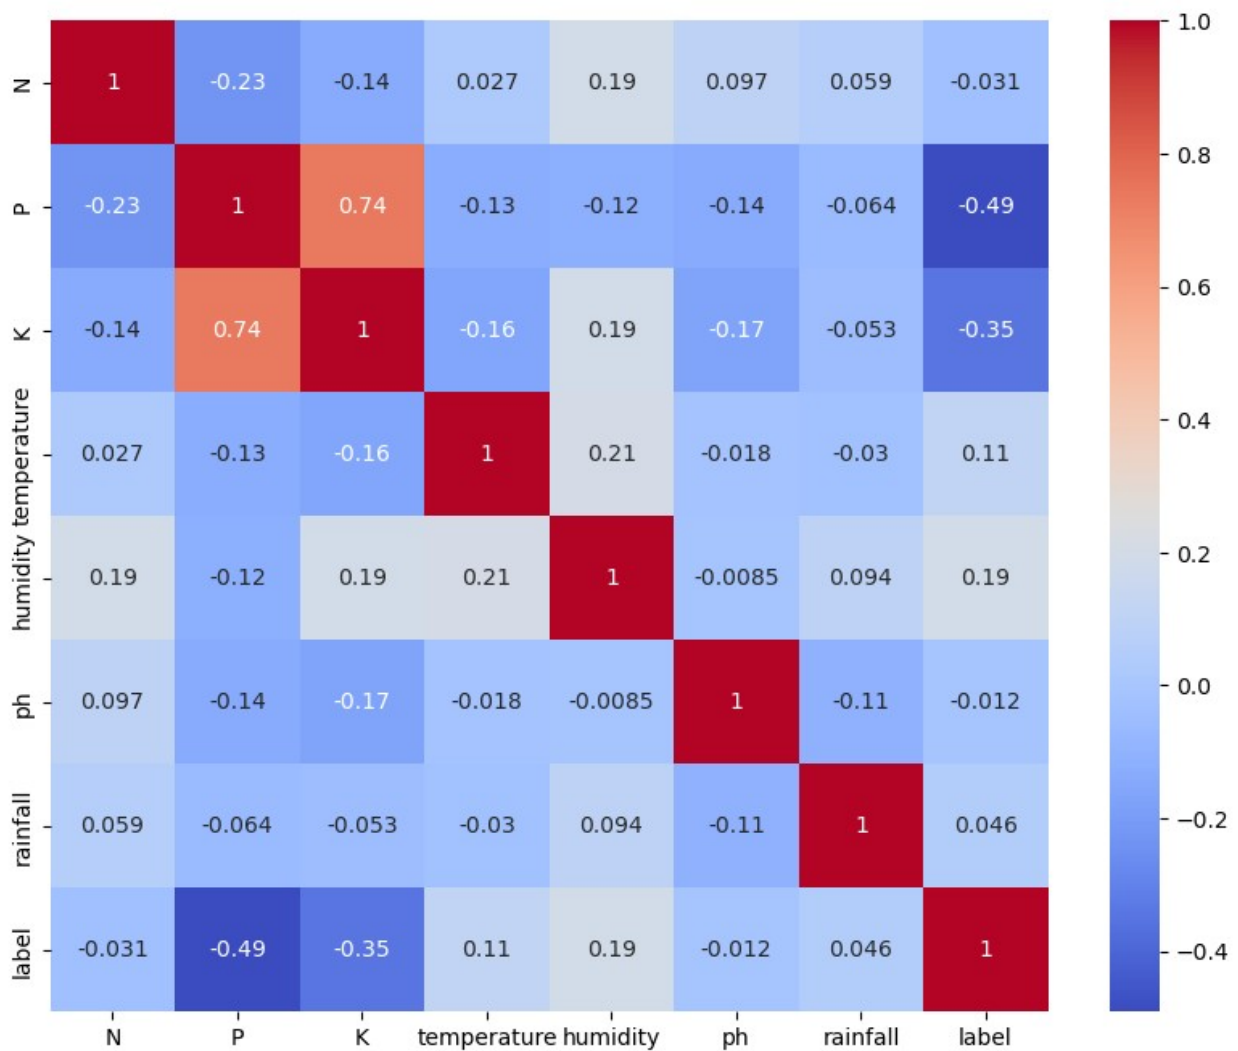 N 1 -0.23 -0.14 0.027 0.19 0.097 0.059 -0.031
P -0.23 1 0.74 -0.13 -0.12 -0.14 -0.064 -0.49
K -0.14 0.74 1 -0.16 0.19 -0.17 -0.053 -0.35
temperature 0.027 -0.13 -0.16 1 0.21 -0.018 -0.03 0.11
humidity 0.19 -0.12 0.19 0.21 1 -0.0085 0.094 0.19
ph 0.097 -0.14 -0.17 -0.018 -0.0085 1 -0.11 -0.012
rainfall 0.059 -0.064 -0.053 -0.03 0.094 -0.11 1 0.046
label -0.031 -0.49 -0.35 0.11 0.19 -0.012 0.046 1
N P K temperature humidity ph rainfall label
1.0
0.8
0.6
0.4
0.2
0.0
−0.2
−0.4